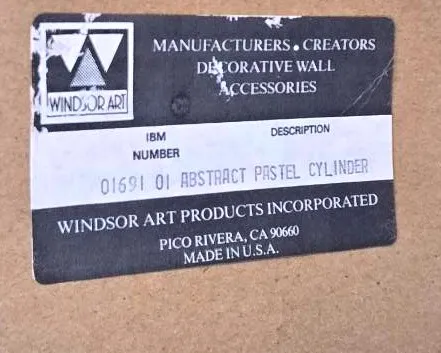 WINDSOR ART
MANUFACTURERS • CREATORS
DECORATIVE WALL
ACCESSORIES
IBM
NUMBER
DESCRIPTION
01691 01 ABSTRACT PASTEL CYLINDER
WINDSOR ART PRODUCTS INCORPORATED
PICO RIVERA, CA 90660
MADE IN U.S.A.